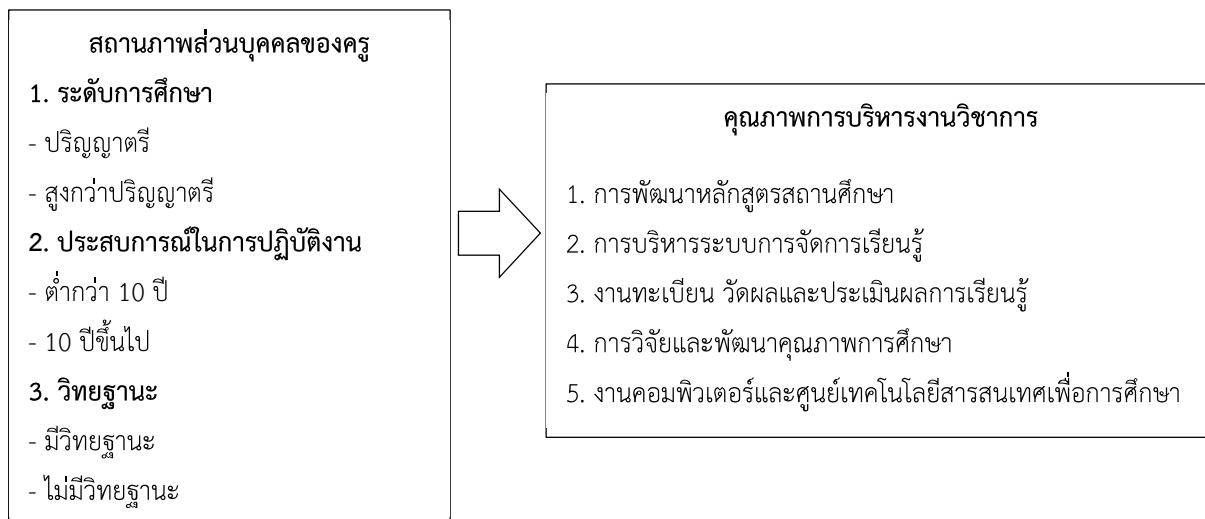 สถานภาพส่วนบุคคลของครู
1. ระดับการศึกษา
- ปริญญาตรี
- สูงกว่าปริญญาตรี
2. ประสบการณ์ในการปฏิบัติงาน
- ต่ำกว่า 10 ปี
- 10 ปีขึ้นไป
3. วิทยฐานะ
- มีวิทยฐานะ
- ไม่มีวิทยฐานะ
คุณภาพการบริหารงานวิชาการ
1. การพัฒนาหลักสูตรสถานศึกษา
2. การบริหารระบบการจัดการเรียนรู้
3. งานทะเบียน วัดผลและประเมินผลการเรียนรู้
4. การวิจัยและพัฒนาคุณภาพการศึกษา
5. งานคอมพิวเตอร์และศูนย์เทคโนโลยีสารสนเทศเพื่อการศึกษา